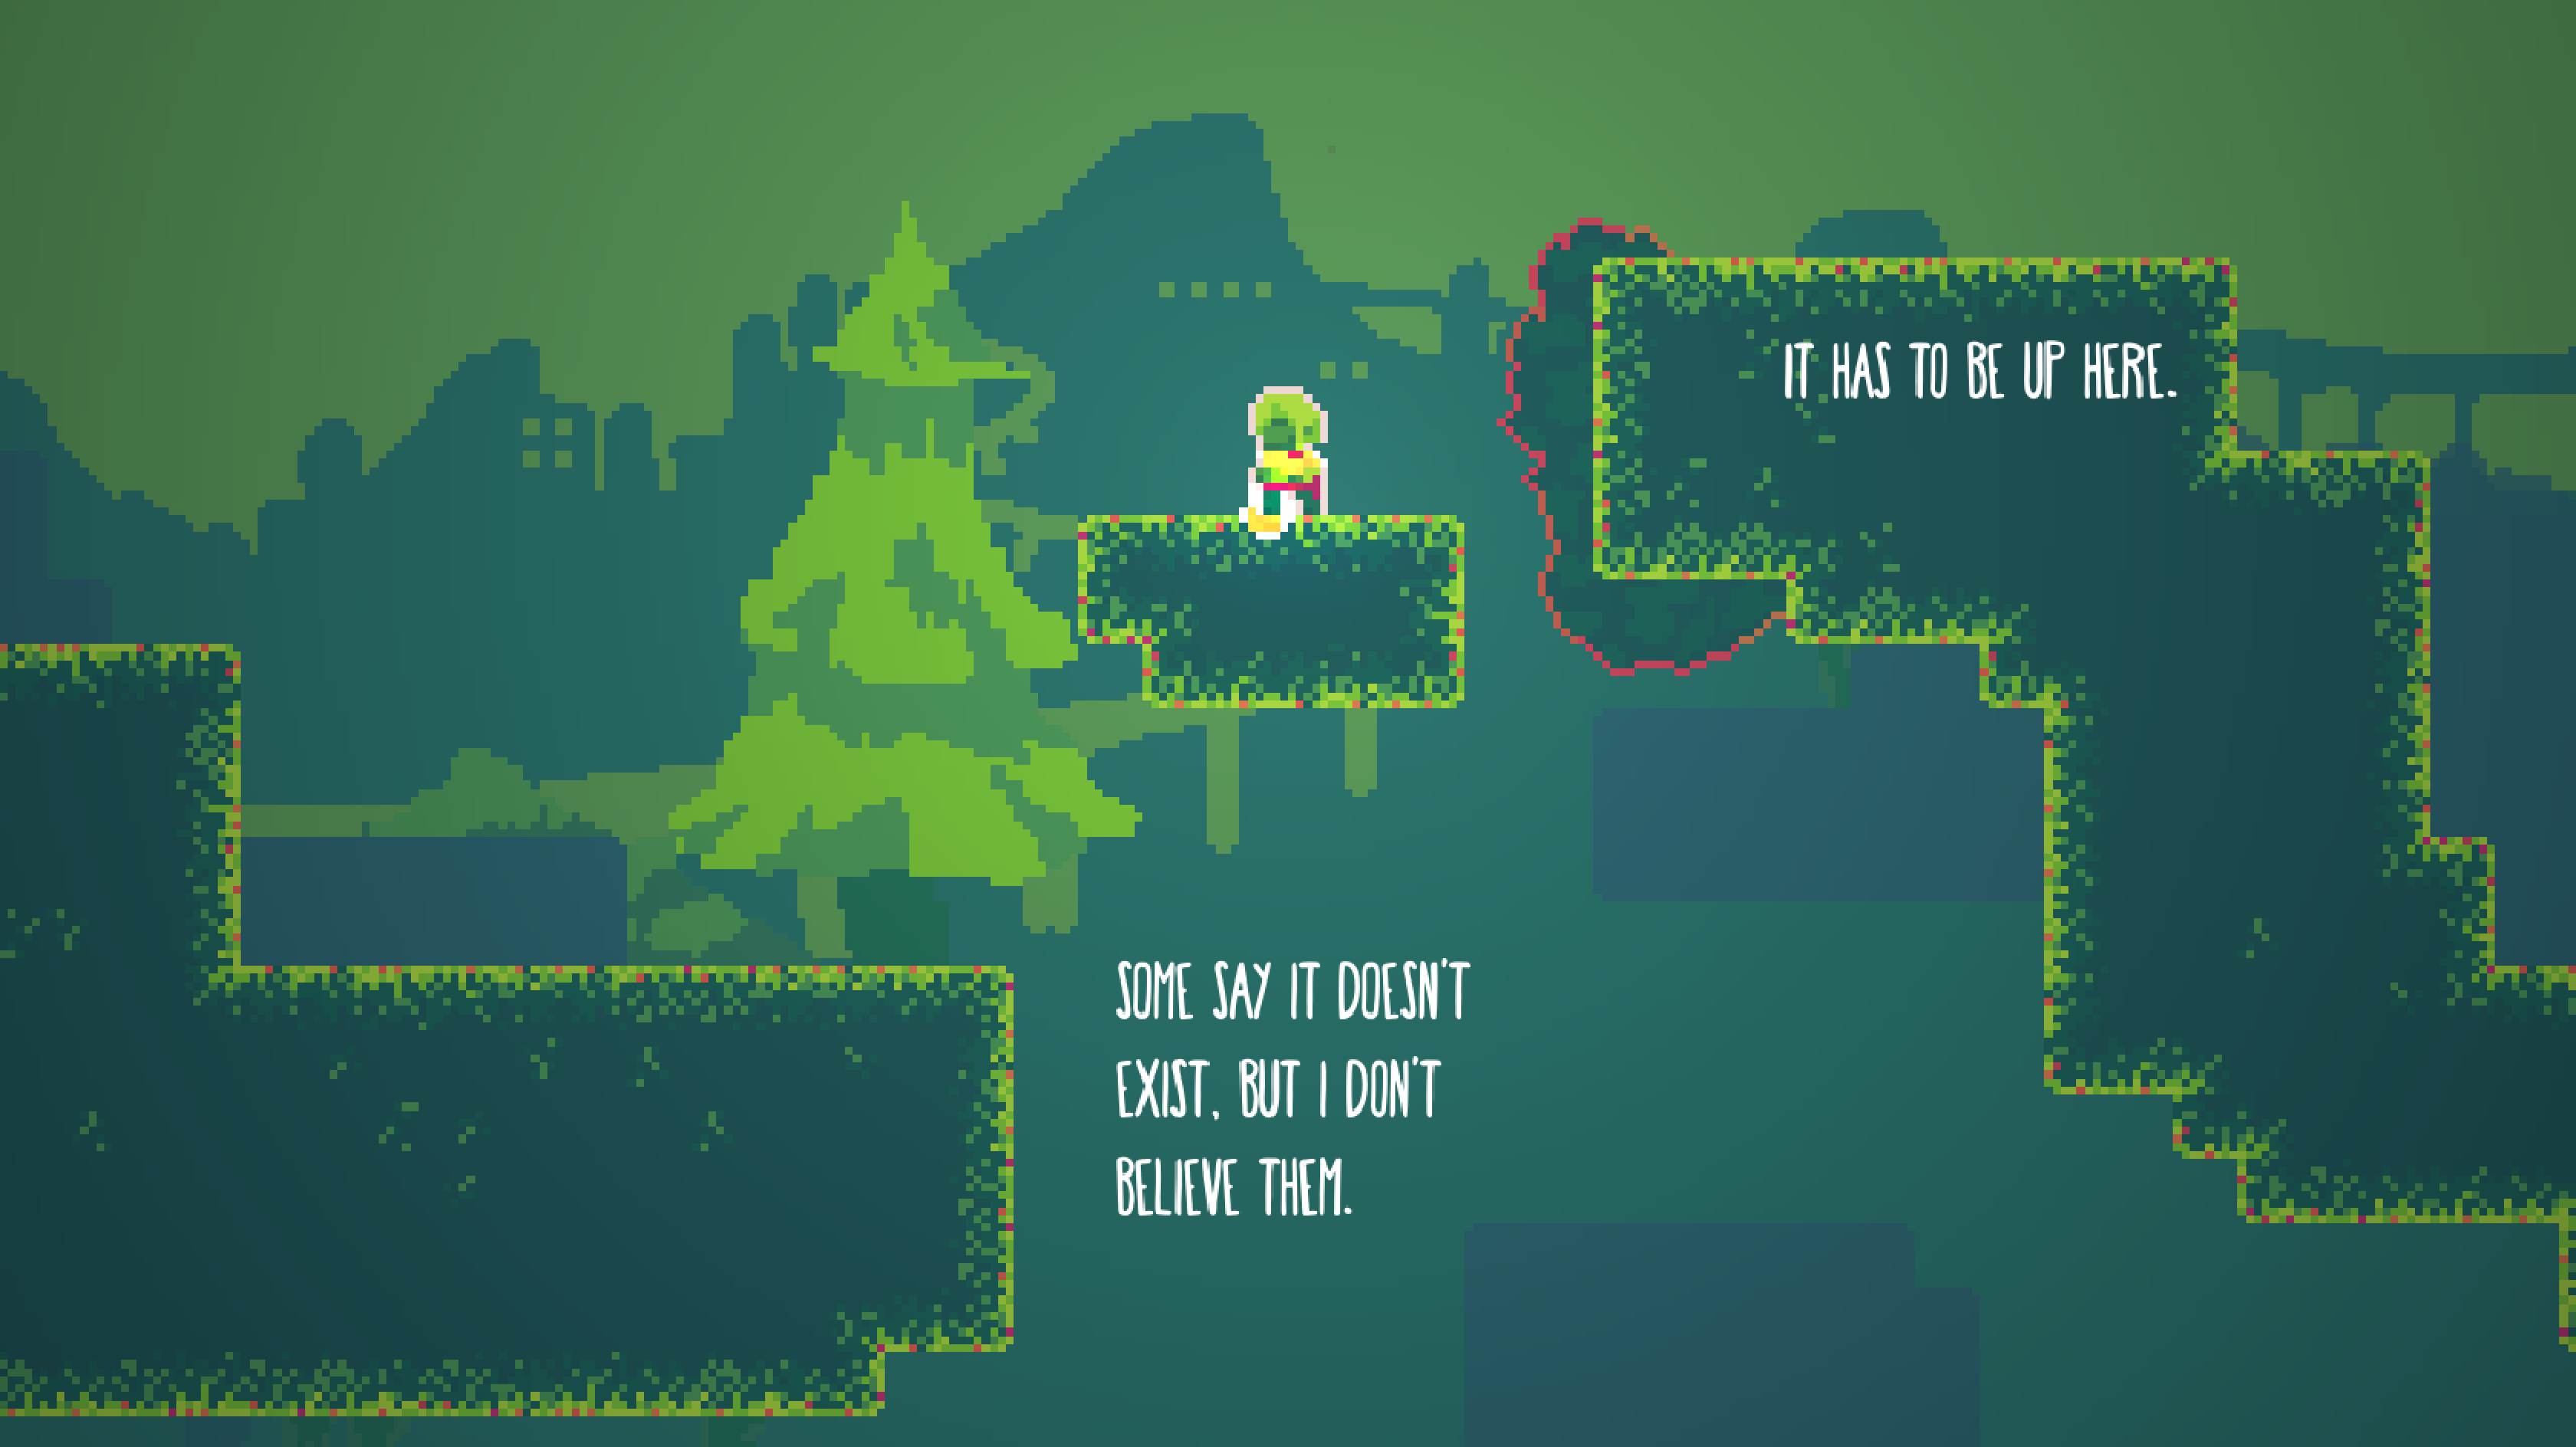 IT HAS TO BE UP HERE.
SOME SAY IT DOESN'T
EXIST, BUT I DON'T
BELIEVE THEM.